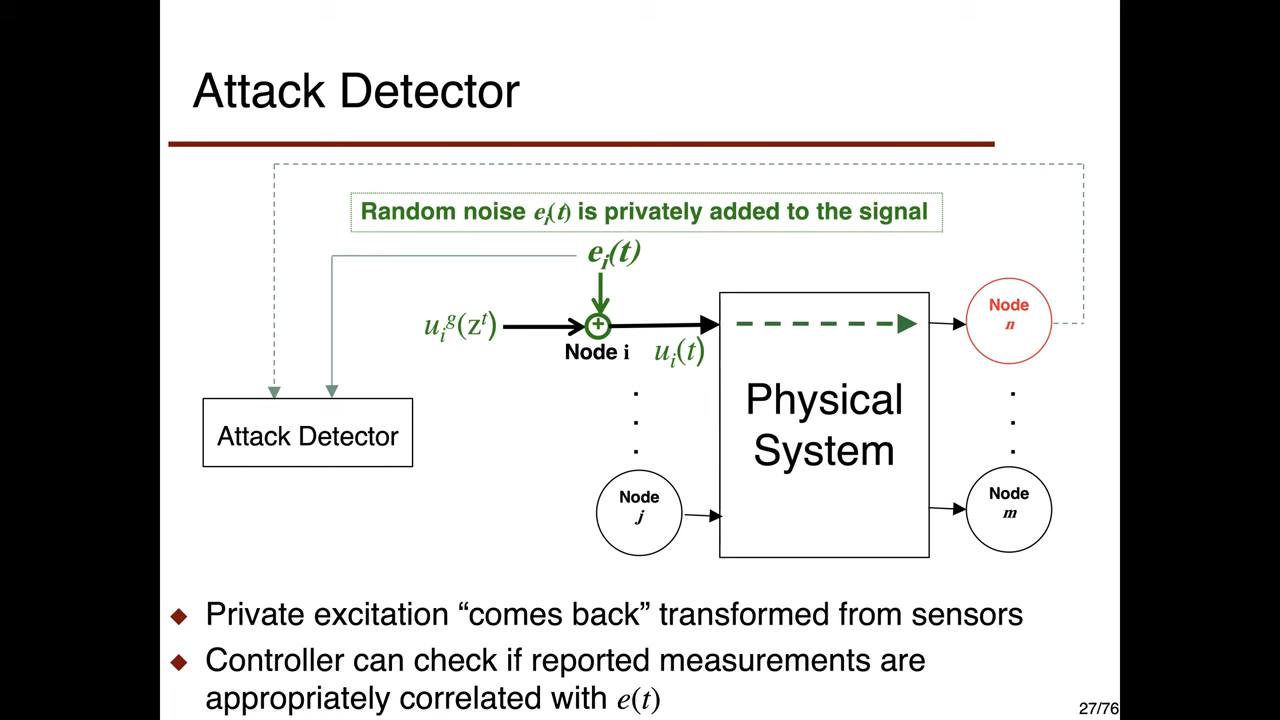 Attack Detector
Random noise eᵢ(t) is privately added to the signal
eᵢ(t)
uᵢᵍ(zᵗ)
+
Node i
uᵢ(t)
Node
n
Physical
System
Attack Detector
Node
j
Node
m
Private excitation “comes back” transformed from sensors
Controller can check if reported measurements are
appropriately correlated with e(t)
27/76